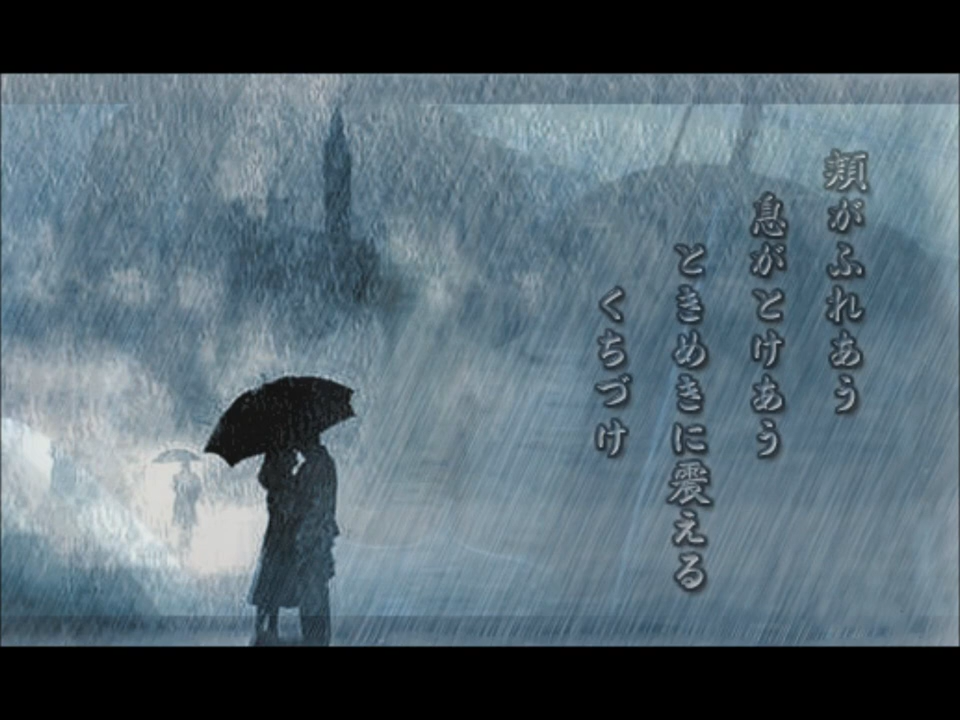 頬がふれあう
息がとけあう
ときめきに震える
くちづけ